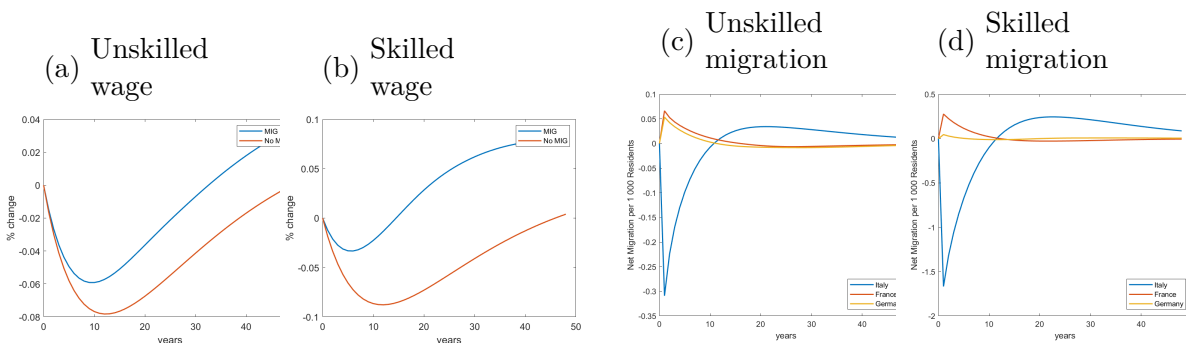 (a) Unskilled
wage
0.04
0.02
0
-0.02
-0.04
-0.06
-0.08
% change
0 10 20 30 40
years
MIG
No M
(b) Skilled
wage
0.1
0.05
0
-0.05
-0.1
% change
0 10 20 30 40 50
years
MIG
No MIG
(c) Unskilled
migration
0.1
0.05
0
-0.05
-0.1
-0.15
-0.2
-0.25
-0.3
-0.35
Net Migration per 1 000 Residents
0 10 20 30 40
years
Italy
France
Germa
(d) Skilled
migration
0.5
0
-0.5
-1
-1.5
-2
Net Migration per 1 000 Residents
0 10 20 30 40
years
Italy
France
Germany